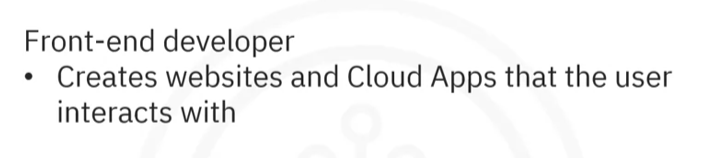 Front-end developer
• Creates websites and Cloud Apps that the user
interacts with